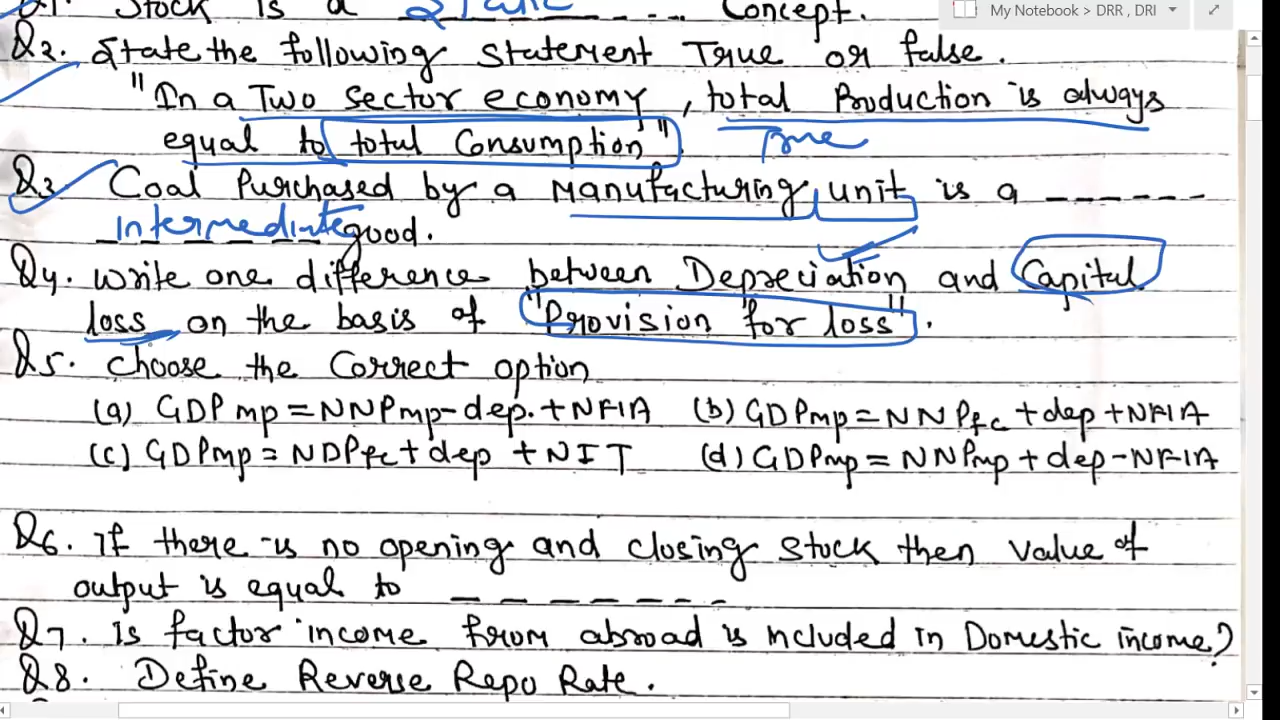 Q1. Stock is a Static _ _ _ Concept.
My Notebook > DRR , DRI
Q2. State the following Statement True or false.
"In a Two Sector economy, total Production is always
equal to total Consumption" True
Q3 Coal Purchased by a Manufacturing unit is a _ _ _ _ _ _
Intermediate good.
Q4. Write one difference between Depreciation and Capital
loss on the basis of "Provision for loss".
Q5. Choose the Correct option
(a) GDPmp = NNPmp - dep. + NFIA (b) GDPmp = NNPfc + dep + NFIA
(c) GDPmp = NDPfc + dep + NIT (d) GDPmp = NNPmp + dep - NFIA
Q6. If there is no opening and closing Stock then value of
output is equal to _ _ _ _ _ _ _
Q7. Is factor income from abroad is included in Domestic income?
Q8. Define Reverse Repo Rate.